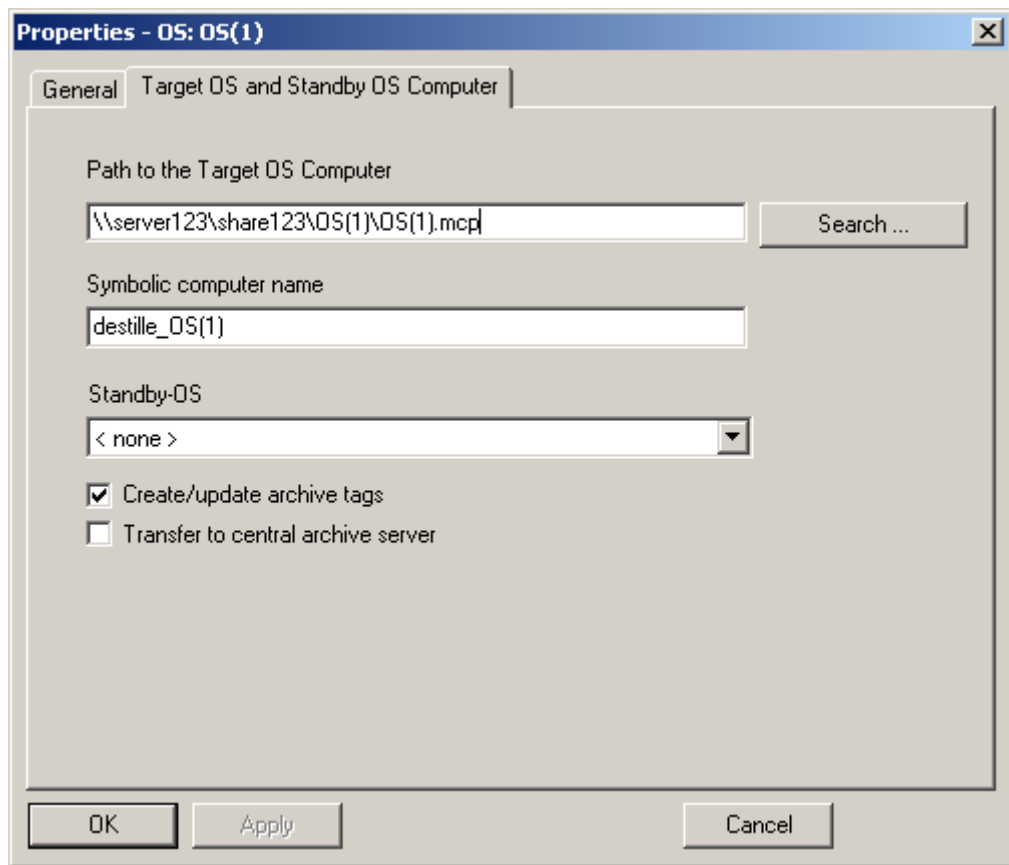 Properties - OS: OS(1)
General
Target OS and Standby OS Computer
Path to the Target OS Computer
\\server123\share123\OS(1)\OS(1).mcp
Search ...
Symbolic computer name
destille_OS(1)
Standby-OS
< none >
Create/update archive tags
Transfer to central archive server
OK
Apply
Cancel